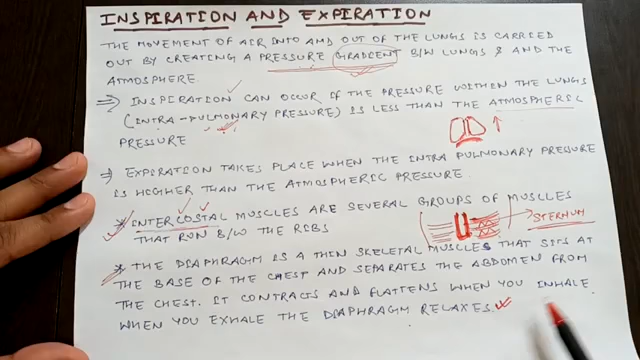 INSPIRATION AND EXPIRATION
THE MOVEMENT OF AIR INTO AND OUT OF THE LUNGS IS CARRIED
OUT BY CREATING A PRESSURE GRADIENT B/W LUNGS & AND THE
ATMOSPHERE.
⇒ INSPIRATION CAN OCCUR IF THE PRESSURE WITHIN THE LUNGS
(INTRA-PULMONARY PRESSURE) IS LESS THAN THE ATMOSPHERIC
PRESSURE
⇒ EXPIRATION TAKES PLACE WHEN THE INTRA PULMONARY PRESSURE
IS HIGHER THAN THE ATMOSPHERIC PRESSURE.
* INTERCOSTAL MUSCLES ARE SEVERAL GROUPS OF MUSCLES
THAT RUN B/W THE RIBS
STERNUM
* THE DIAPHRAGM IS A THIN SKELETAL MUSCLES THAT SITS AT
THE BASE OF THE CHEST AND SEPARATES THE ABDOMEN FROM
THE CHEST. IT CONTRACTS AND FLATTENS WHEN YOU INHALE.
WHEN YOU EXHALE THE DIAPHRAGM RELAXES.